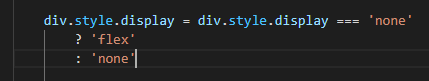 div.style.display = div.style.display === 'none'
? 'flex'
: 'none'